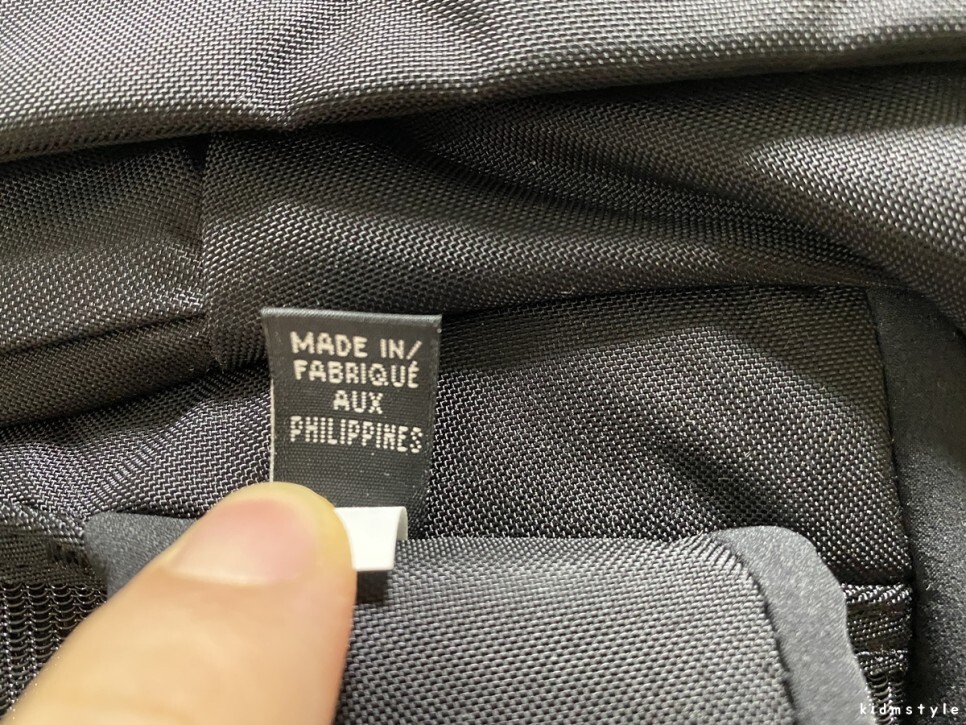 MADE IN/
FABRIQUÉ
AUX
PHILIPPINES
kidmstyle